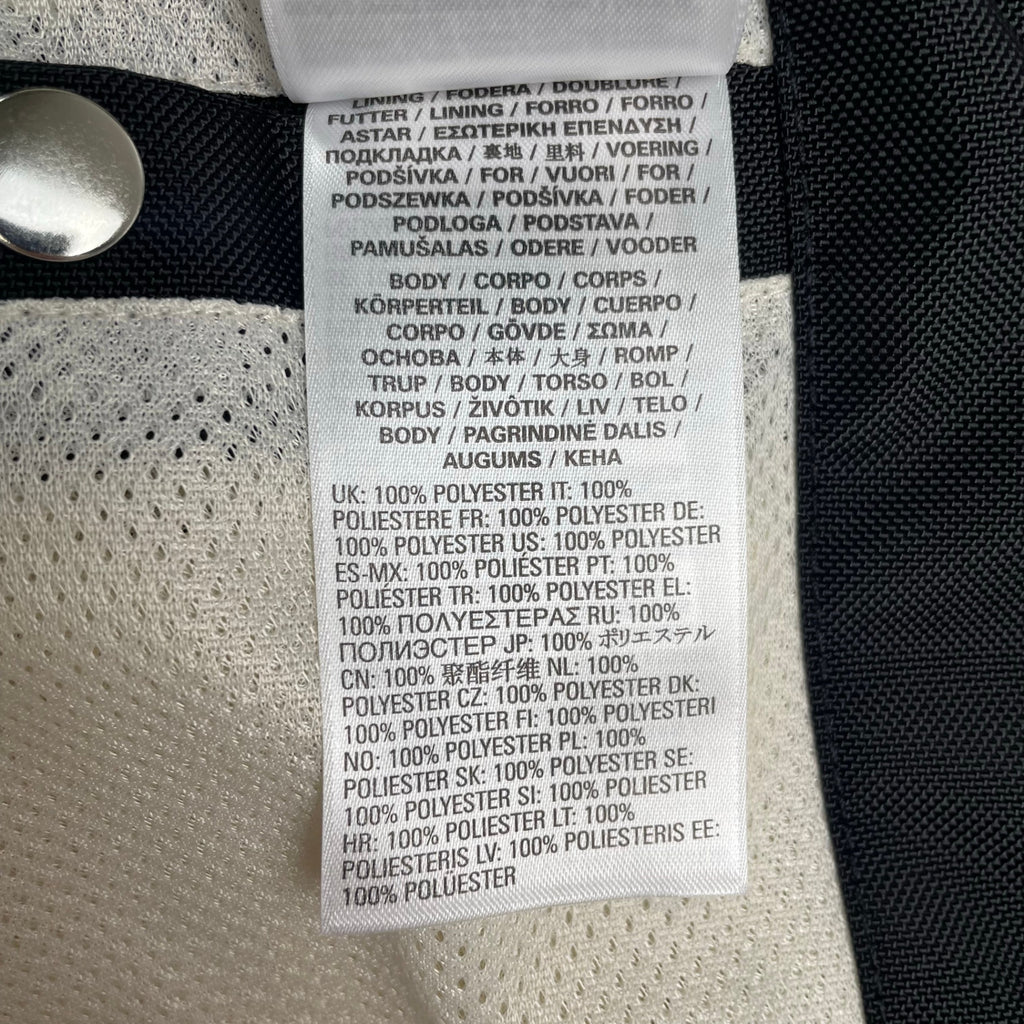 LINING / FODERA / DOUBLURE /
FUTTER / LINING / FORRO / FORRO /
ASTAR / ΕΣΩΤΕΡΙΚΗ ΕΠΕΝΔΥΣΗ /
ПОДКЛАДКА / 裏地 / 里料 / VOERING /
PODŠÍVKA / FOR / VUORI / FOR /
PODSZEWKA / PODŠÍVKA / FODER /
PODLOGA / PODSTAVA /
PAMUŠALAS / ODERE / VOODER
BODY / CORPO / CORPS /
KÖRPERTEIL / BODY / CUERPO /
CORPO / GÖVDE / ΣΩΜΑ /
ОСНОВА / 本体 / 大身 / ROMP /
TRUP / BODY / TORSO / BOL /
KORPUS / ŽIVÔTIK / LIV / TELO /
BODY / PAGRINDINĖ DALIS /
AUGUMS / KEHA
UK: 100% POLYESTER IT: 100%
POLIESTERE FR: 100% POLYESTER DE:
100% POLYESTER US: 100% POLYESTER
ES-MX: 100% POLIÉSTER PT: 100%
POLIÉSTER TR: 100% POLYESTER EL:
100% ΠΟΛΥΕΣΤΕΡΑΣ RU: 100%
ПОЛИЭСТЕР JP: 100% ポリエステル
CN: 100% 聚酯纤维 NL: 100%
POLYESTER CZ: 100% POLYESTER DK:
100% POLYESTER FI: 100% POLYESTERI
NO: 100% POLYESTER PL: 100%
POLIESTER SK: 100% POLYESTER SE:
100% POLYESTER SI: 100% POLIESTER
HR: 100% POLIESTER LT: 100%
POLIESTERIS LV: 100% POLIESTERIS EE:
100% POLÜESTER